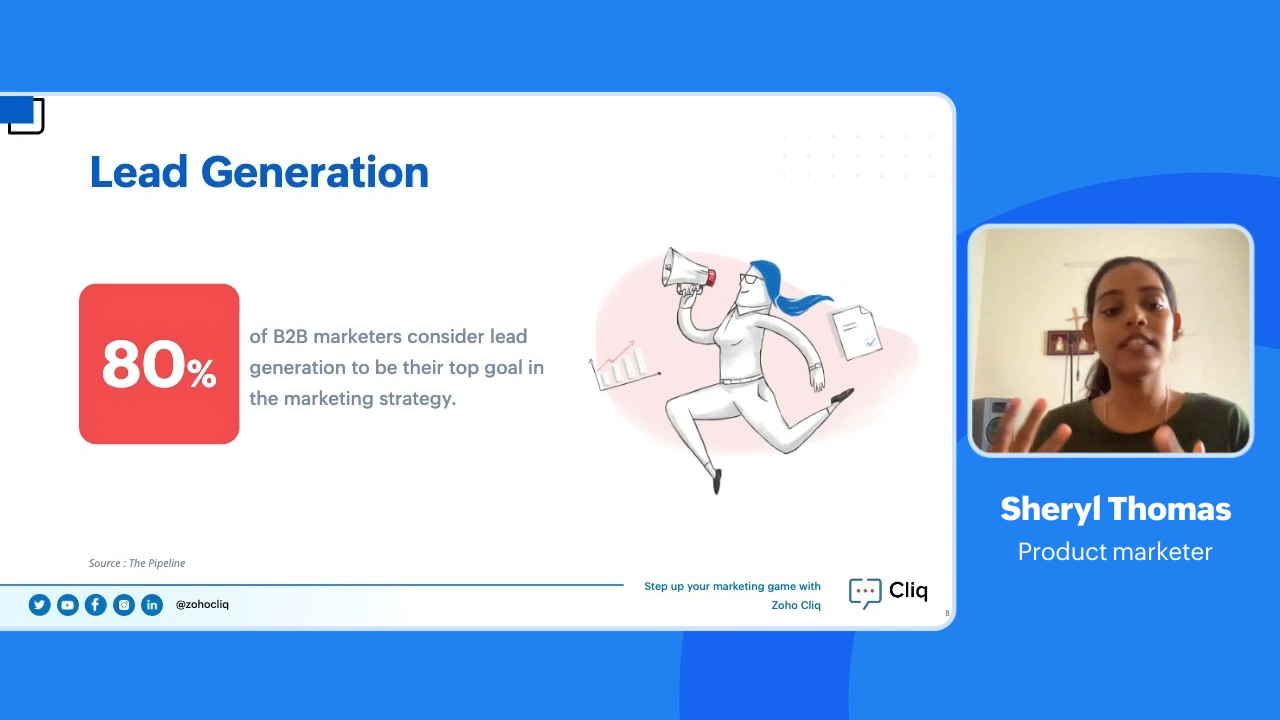 Lead Generation
80%
of B2B marketers consider lead
generation to be their top goal in
the marketing strategy.
Source : The Pipeline
@zohocliq
Step up your marketing game with
Zoho Cliq
Cliq
8
Sheryl Thomas
Product marketer